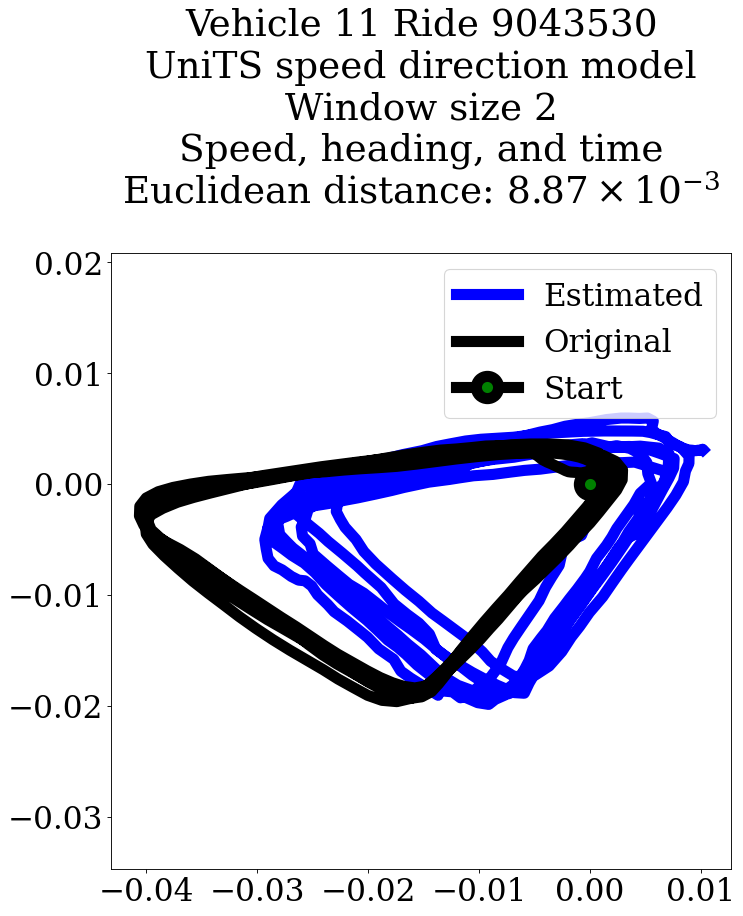 Vehicle 11 Ride 9043530
UniTS speed direction model
Window size 2
Speed, heading, and time
Euclidean distance: 8.87 × 10⁻³
Estimated
Original
Start
0.02
0.01
0.00
−0.01
−0.02
−0.03
−0.04 −0.03 −0.02 −0.01 0.00 0.01